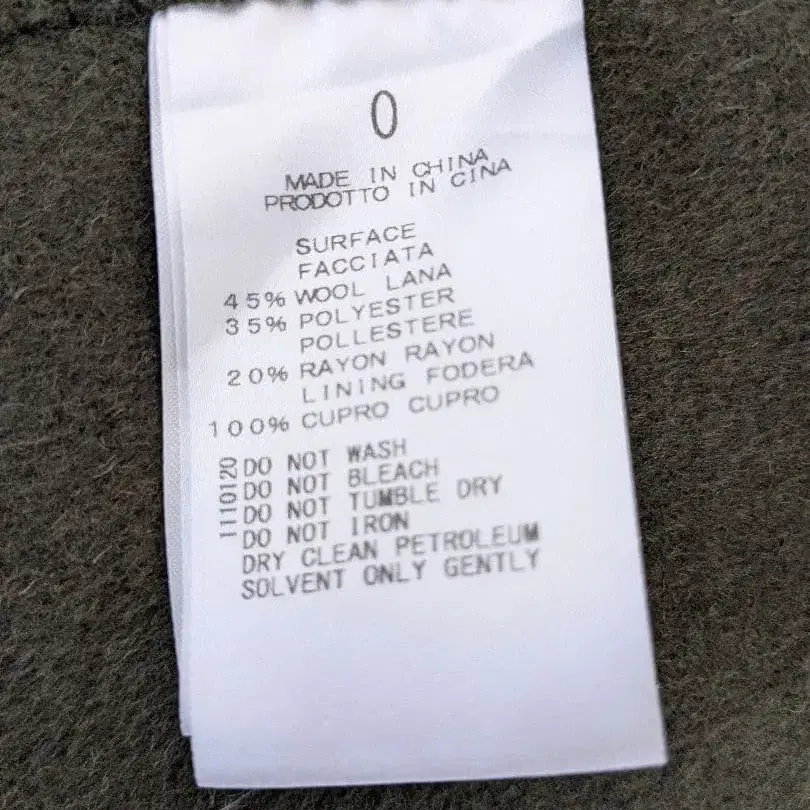 0
MADE IN CHINA
PRODOTTO IN CINA
SURFACE
FACCIATA
45% WOOL LANA
35% POLYESTER
POLLESTERE
20% RAYON RAYON
LINING FODERA
100% CUPRO CUPRO
1110120
DO NOT WASH
DO NOT BLEACH
DO NOT TUMBLE DRY
DO NOT IRON
DRY CLEAN PETROLEUM
SOLVENT ONLY GENTLY